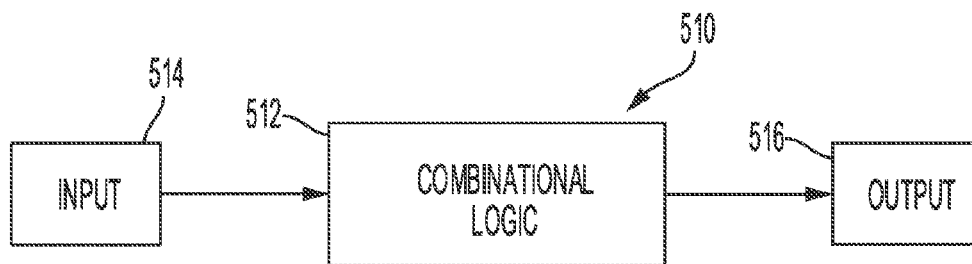 510
514
512
516
INPUT
COMBINATIONAL
LOGIC
OUTPUT